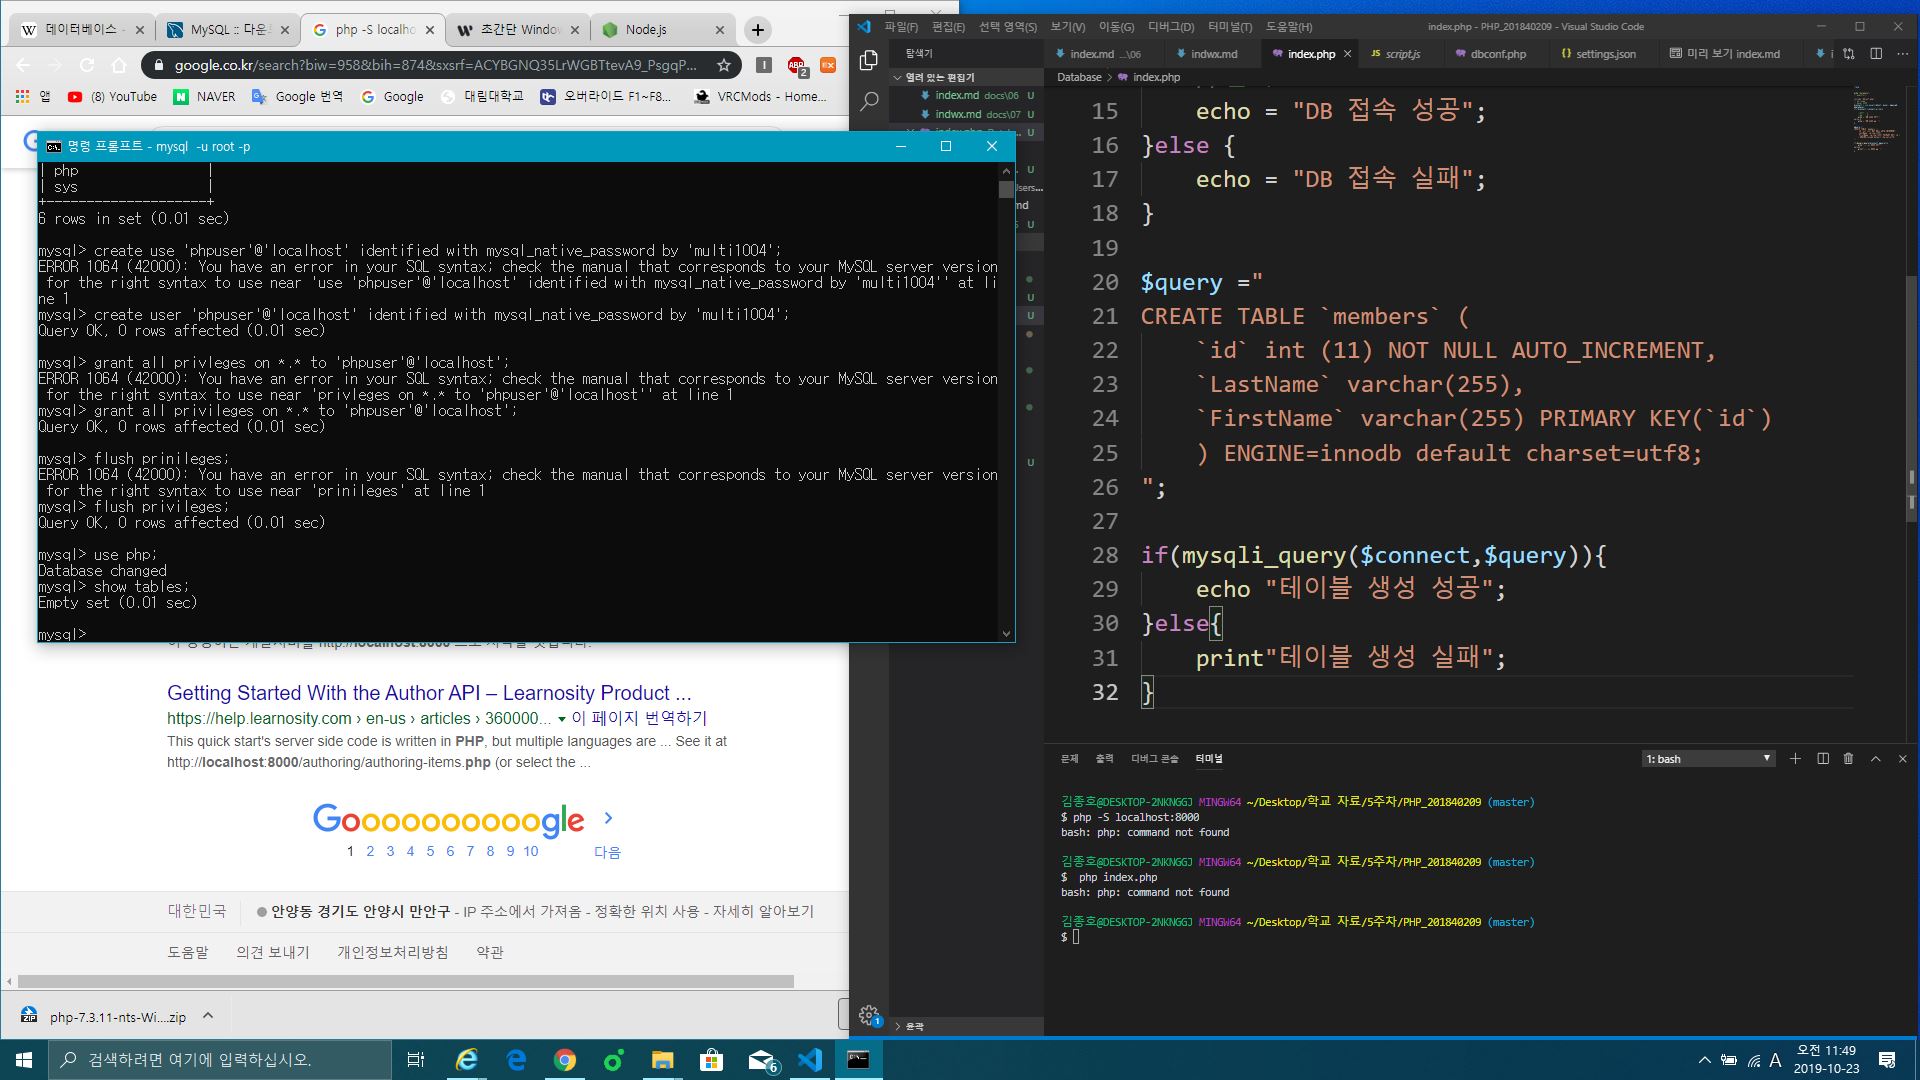 데이터베이스 -
MySQL :: 다운로
php -S localho
초간단 Window
Node.js
google.co.kr/search?biw=958&bih=874&sxsrf=ACYBGNQ35LrWGBTtevA9_PsgqP...
앱
(8) YouTube
NAVER
Google 번역
Google
대림대학교
오버라이드 F1~F8...
VRCMods - Home...
명령 프롬프트 - mysql -u root -p
| php |
| sys |
+--------------------+
6 rows in set (0.01 sec)
mysql> create use 'phpuser'@'localhost' identified with mysql_native_password by 'multi1004';
ERROR 1064 (42000): You have an error in your SQL syntax; check the manual that corresponds to your MySQL server version
for the right syntax to use near 'use 'phpuser'@'localhost' identified with mysql_native_password by 'multi1004'' at li
ne 1
mysql> create user 'phpuser'@'localhost' identified with mysql_native_password by 'multi1004';
Query OK, 0 rows affected (0.01 sec)
mysql> grant all privleges on *.* to 'phpuser'@'localhost';
ERROR 1064 (42000): You have an error in your SQL syntax; check the manual that corresponds to your MySQL server version
for the right syntax to use near 'privleges on *.* to 'phpuser'@'localhost'' at line 1
mysql> grant all privileges on *.* to 'phpuser'@'localhost';
Query OK, 0 rows affected (0.01 sec)
mysql> flush prinileges;
ERROR 1064 (42000): You have an error in your SQL syntax; check the manual that corresponds to your MySQL server version
for the right syntax to use near 'prinileges' at line 1
mysql> flush privileges;
Query OK, 0 rows affected (0.01 sec)
mysql> use php;
Database changed
mysql> show tables;
Empty set (0.01 sec)
mysql>
Getting Started With the Author API – Learnosity Product ...
https://help.learnosity.com › en-us › articles › 360000... ▾ 이 페이지 번역하기
This quick start's server side code is written in PHP, but multiple languages are ... See it at
http://localhost:8000/authoring/authoring-items.php (or select the ...
Goooooooooogle >
1 2 3 4 5 6 7 8 9 10 다음
대한민국
안양동 경기도 안양시 만안구 - IP 주소에서 가져옴 - 정확한 위치 사용 - 자세히 알아보기
도움말 의견 보내기 개인정보처리방침 약관
php-7.3.11-nts-Wi....zip
파일(F) 편집(E) 선택 영역(S) 보기(V) 이동(G) 디버그(D) 터미널(T) 도움말(H)
index.php - PHP_201840209 - Visual Studio Code
탐색기
index.md ...\06
indwx.md
index.php
script.js
dbconf.php
settings.json
미리 보기 index.md
열려 있는 편집기
index.md docs\06 U
indwx.md docs\07 U
Database > index.php
15 echo = "DB 접속 성공";
16 }else {
17 echo = "DB 접속 실패";
18 }
19
20 $query ="
21 CREATE TABLE `members` (
22 `id` int (11) NOT NULL AUTO_INCREMENT,
23 `LastName` varchar(255),
24 `FirstName` varchar(255) PRIMARY KEY(`id`)
25 ) ENGINE=innodb default charset=utf8;
26 ";
27
28 if(mysqli_query($connect,$query)){
29 echo "테이블 생성 성공";
30 }else{
31 print"테이블 생성 실패";
32 }
문제 출력 디버그 콘솔 터미널
1: bash
김종호@DESKTOP-2NKNGGJ MINGW64 ~/Desktop/학교 자료/5주차/PHP_201840209 (master)
$ php -S localhost:8000
bash: php: command not found
김종호@DESKTOP-2NKNGGJ MINGW64 ~/Desktop/학교 자료/5주차/PHP_201840209 (master)
$ php index.php
bash: php: command not found
김종호@DESKTOP-2NKNGGJ MINGW64 ~/Desktop/학교 자료/5주차/PHP_201840209 (master)
$
윤곽
검색하려면 여기에 입력하십시오.
A
오전 11:49
2019-10-23